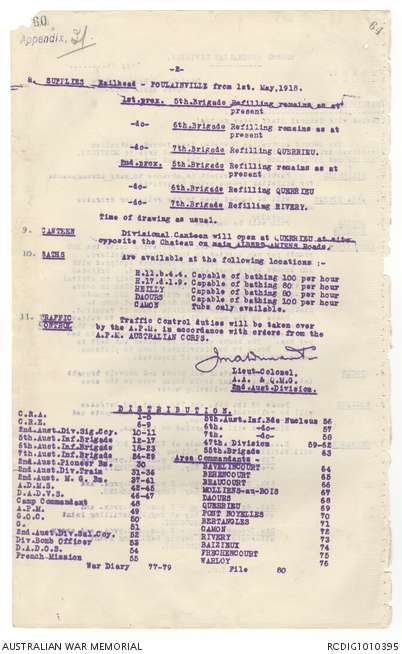 60
61
Appendix, 21
-2-
8. SUPPLIES Railhead - POULAINVILLE from 1st. May, 1918.
1st.prox. 5th.Brigade Refilling remains as at
present
-do- 6th.Brigade Refilling remains as at
present
-do- 7th.Brigade Refilling QUERRIEU.
2nd.prox. 5th.Brigade Refilling remains as at
present
-do- 6th.Brigade Refilling QUERRIEU
-do- 7th.Brigade Refilling RIVERY.
Time of drawing as usual.
9. CANTEEN Divisional Canteen will open at QUERRIEU at site
opposite the Chateau on main ALBERT-AMIENS Roads.
10. BATHS Are available at the following locations :-
H.11.b.4.4. Capable of bathing 100 per hour
H.17.d.1.9. Capable of bathing 80 per hour
HEILLY Capable of bathing 60 per hour
DAOURS Capable of bathing 100 per hour
CAMON Tubs only available.
11. TRAFFIC CONTROL Traffic Control duties will be taken over
by the A.P.M. in accordance with orders from the
A.P.M. AUSTRALIAN CORPS.
Lieut-Colonel,
A.A. & Q.M.G.
2nd.Aust.Division.
DISTRIBUTION.
C.R.A. 1-5
C.R.E. 6-9
2nd.Aust.Div.Sig.Coy. 10-11
5th.Aust.Inf.Brigade 12-17
6th.Aust.Inf.Brigade 18-23
7th.Aust.Inf.Brigade 24-29
2nd.Aust.Pioneer Bn. 30
2nd.Aust.Div.Train 31-36
2nd.Aust. M. G. Bn. 37-41
A.D.M.S. 42-45
D.A.D.V.S. 46-47
Camp Commandant 48
A.P.M. 49
G.O.C. 50
G. 51
2nd.Aust.Div.Sal.Coy. 52
Div.Bomb Officer 53
D.A.D.O.S. 54
French Mission 55
5th.Aust.Inf.Bde Nucleus 56
6th. -do- 57
7th. -do- 58
47th.Division 59-62
35th.Brigade 63
Area Commandants -
BAVELINCOURT 64
BEHENCOURT 65
BEAUCOURT 66
MOLLIENS-au-BOIS 67
DAOURS 68
QUERRIEU 69
PONT NOYELLES 70
BERTANGLES 71
CAMON 72
RIVERY 73
BAIZIEUX 74
FRECHENCOURT 75
WARLOY 76
War Diary 77-79 File 80
AUSTRALIAN WAR MEMORIAL
RCDIG1010395